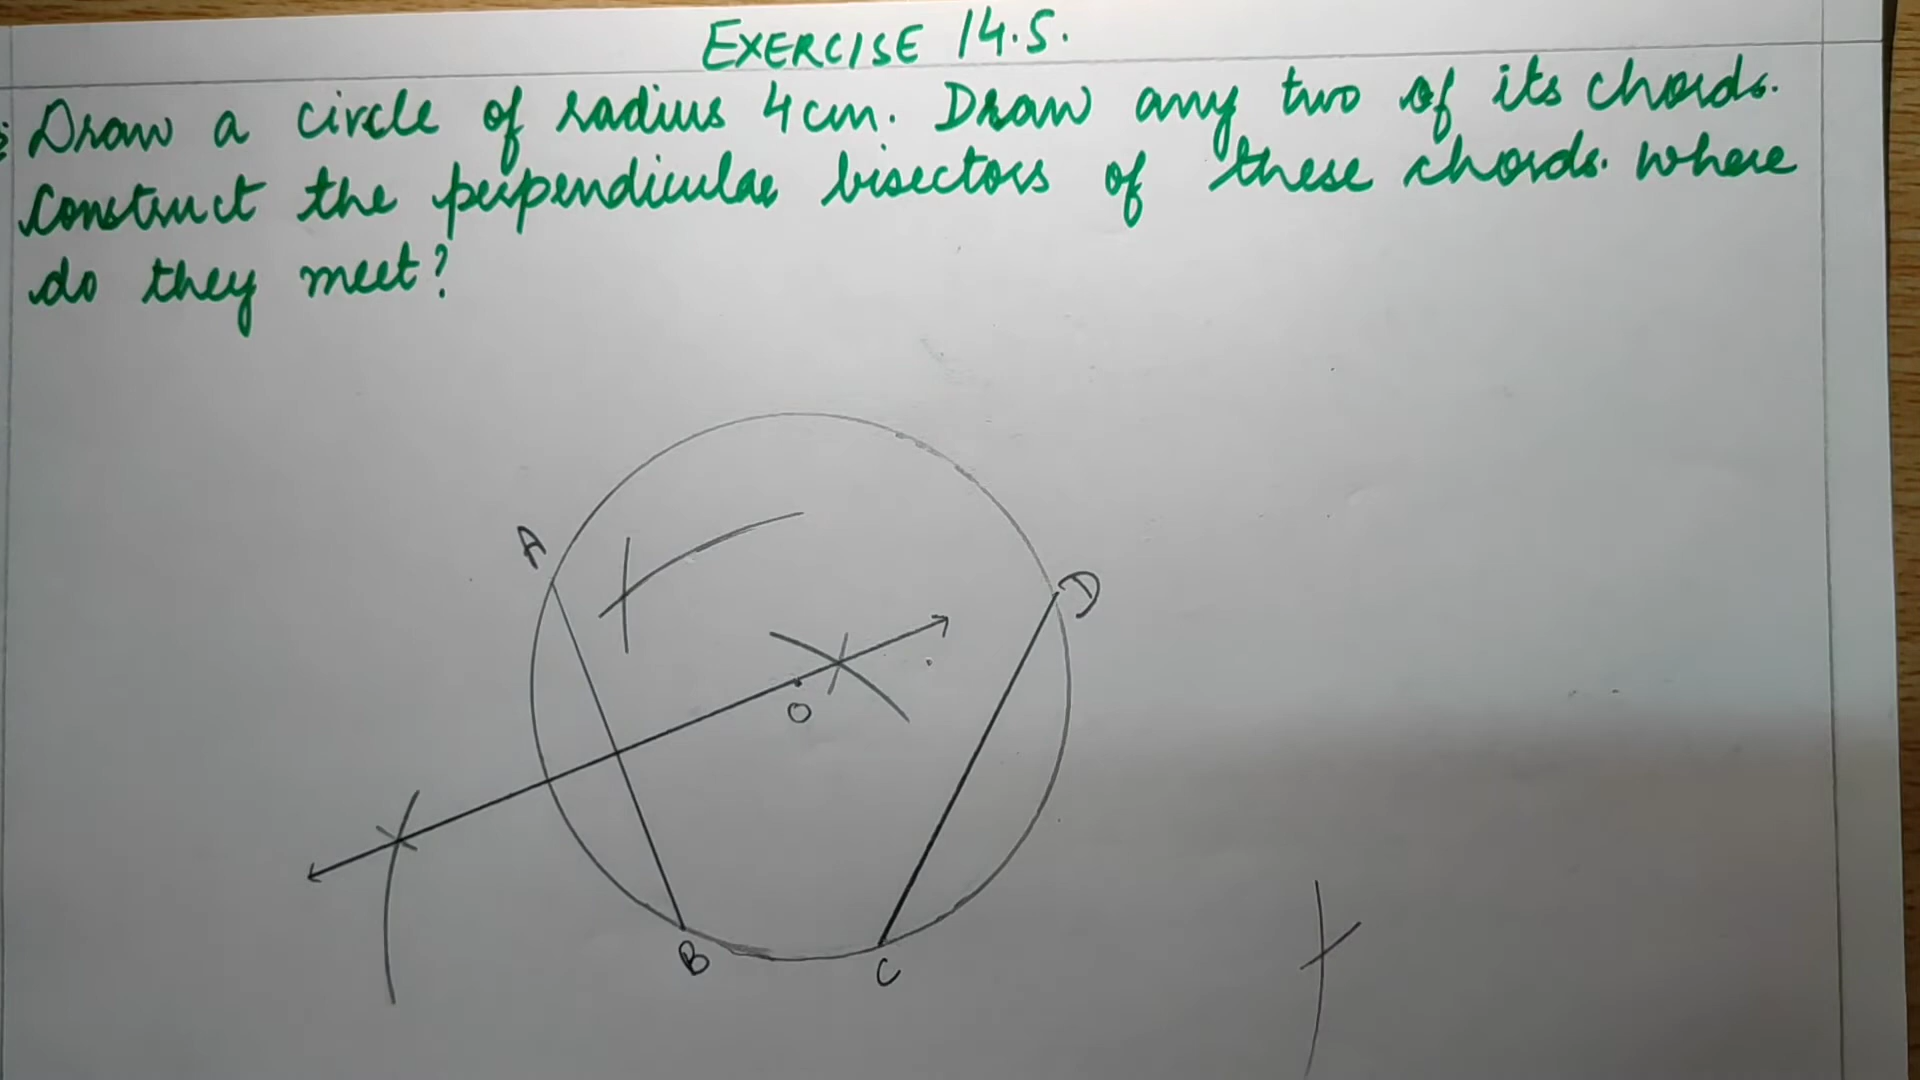 EXERCISE 14.5.
Draw a circle of radius 4cm. Draw any two of its chords.
Construct the perpendicular bisectors of these chords. Where
do they meet?
A
D
O
B
C